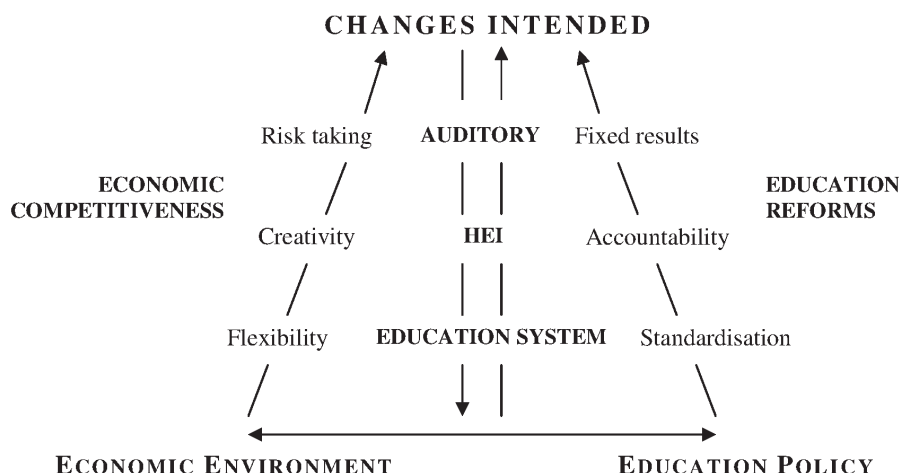 CHANGES INTENDED
Risk taking
AUDITORY
Fixed results
ECONOMIC
COMPETITIVENESS
EDUCATION
REFORMS
Creativity
HEI
Accountability
Flexibility
EDUCATION SYSTEM
Standardisation
ECONOMIC ENVIRONMENT
EDUCATION POLICY